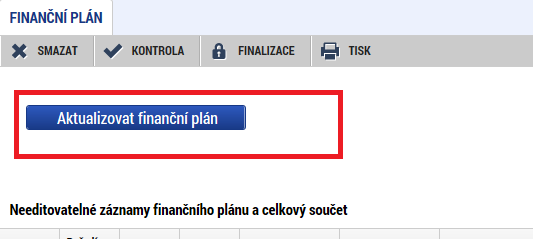 FINANČNÍ PLÁN
SMAZAT KONTROLA FINALIZACE TISK
Aktualizovat finanční plán
Needitovatelné záznamy finančního plánu a celkový součet